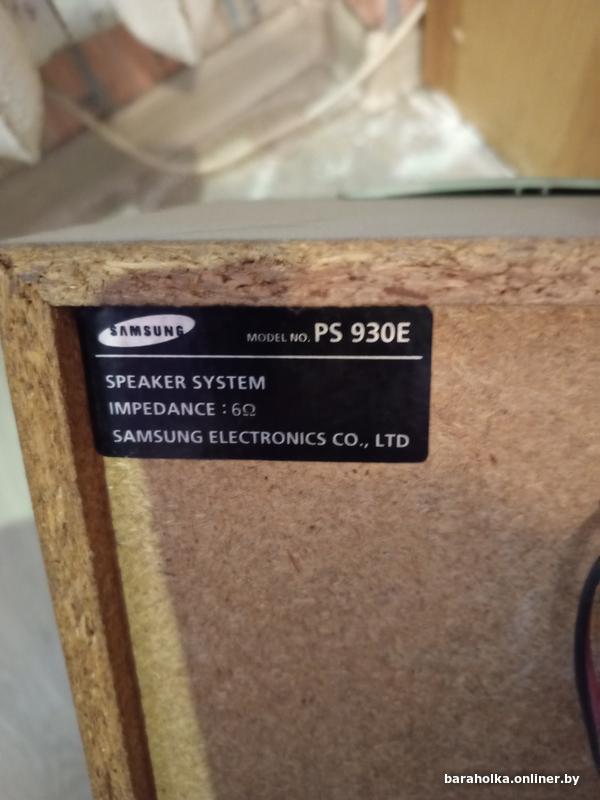 SAMSUNG
MODEL NO. PS 930E
SPEAKER SYSTEM
IMPEDANCE : 6Ω
SAMSUNG ELECTRONICS CO., LTD
baraholka.onliner.by